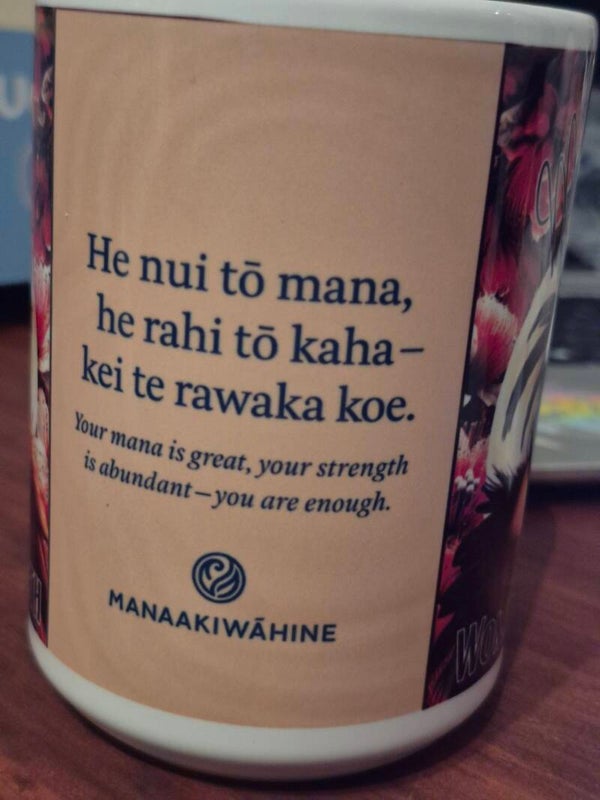 He nui tō mana,
he rahi tō kaha–
kei te rawaka koe.
Your mana is great, your strength
is abundant—you are enough.
MANAAKIWĀHINE